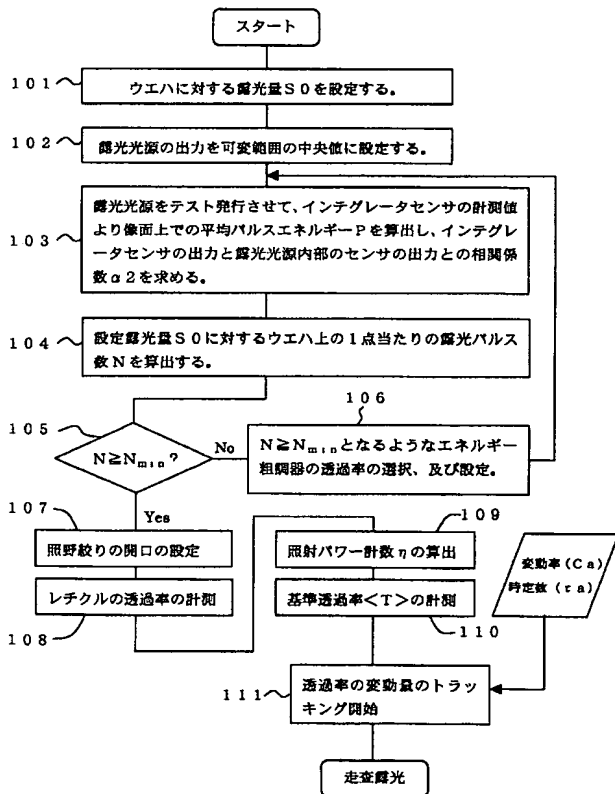 スタート
101
ウエハに対する露光量S0を設定する。
102
露光光源の出力を可変範囲の中央値に設定する。
103
露光光源をテスト発行させて、インテグレータセンサの計測値
より像面上での平均パルスエネルギーPを算出し、インテグレ
ータセンサの出力と露光光源内部のセンサの出力との相関係
数α2を求める。
104
設定露光量S0に対するウエハ上の1点当たりの露光パルス
数Nを算出する。
105
N≧Nmin?
No
106
N≧Nminとなるようなエネルギー
粗調器の透過率の選択、及び設定。
Yes
107
照野絞りの開口の設定
レチクルの透過率の計測
108
109
照射パワー計数ηの算出
基準透過率<T>の計測
110
変動率(Ca)
時定数(τa)
111
透過率の変動量のトラッ
キング開始
走査露光